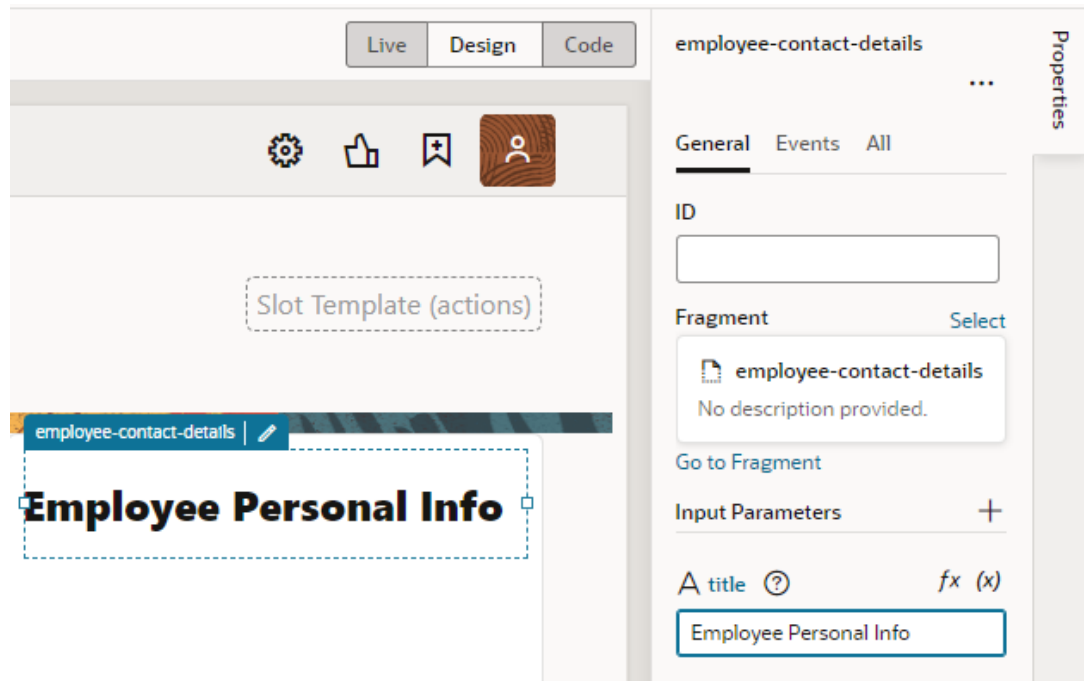 Live Design Code
employee-contact-details
Properties
...
General Events All
ID
Slot Template (actions)
Fragment Select
employee-contact-details
No description provided.
employee-contact-details
Go to Fragment
Employee Personal Info
Input Parameters
A title ? fx (x)
Employee Personal Info